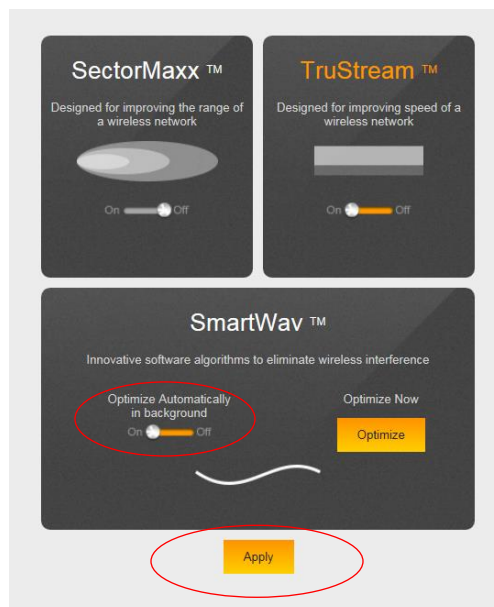 SectorMaxx TM
Designed for improving the range of
a wireless network
On Off
TruStream TM
Designed for improving speed of a
wireless network
On Off
SmartWav TM
Innovative software algorithms to eliminate wireless interference
Optimize Automatically
in background
On Off
Optimize Now
Optimize
Apply